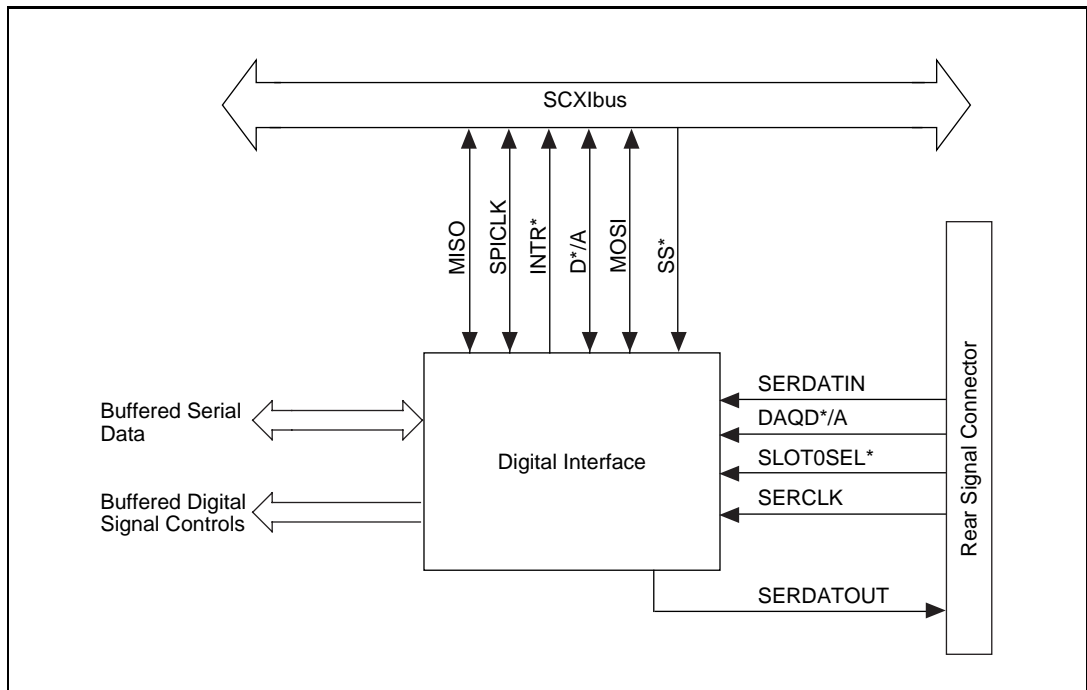 SCXIbus
MISO
SPICLK
INTR*
D*/A
MOSI
SS*
Buffered Serial
Data
Buffered Digital
Signal Controls
Digital Interface
SERDATIN
DAQD*/A
SLOT0SEL*
SERCLK
SERDATOUT
Rear Signal Connector